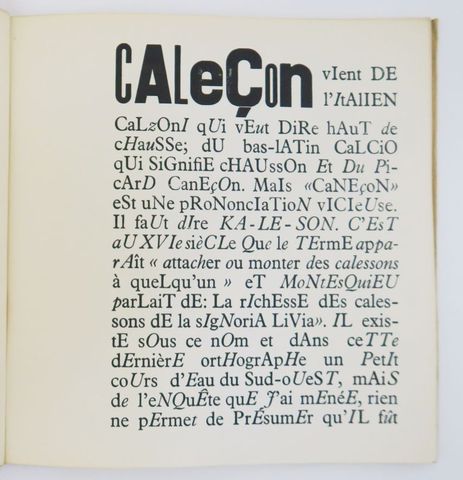 CALeÇon vIent DE
l'ItAlIEN
CaLzOnI qUi vEut DiRe hAuT de
cHauSSe; dU bas-lATin CaLCiO
qUi SiGnifiE cHAUssOn Et Du Pi-
cArD CanEçOn. MaIs «CaNEçoN»
eSt uNe pRoNoncIaTioN vICIeUse.
Il faUt dIre KA-LE-SON. C'EsT
aU XVIe sièCLe Que le TErmE appa-
rAît « attacher ou monter des calessons
à queLqu'un » eT MoNtEsQuiEU
parLaiT dE: La rIchEsse dEs cales-
sons dE la sIgNoriA LiVia». IL exis-
tE sOus ce nOm et dAns ceTTe
dErnièrE ortHogrApHe un PetIt
coUrs d'Eau du Sud-oUeST, mAiS
de l'eNQuÊte quE J'ai mEnéE, rien
ne pErmet de PrÉsumEr qu'IL fût